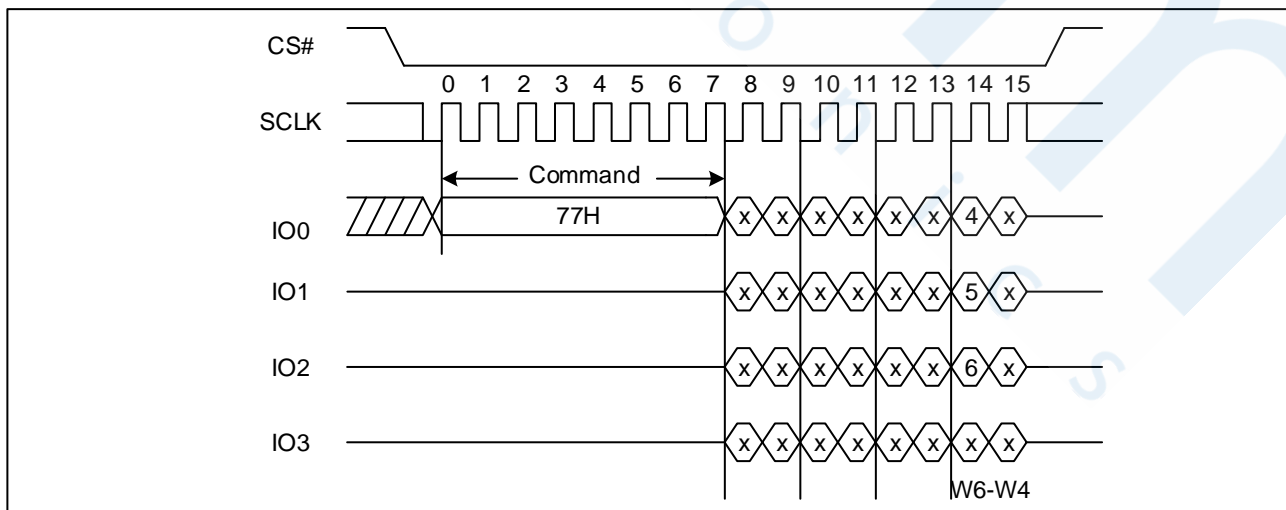 CS#
0 1 2 3 4 5 6 7 8 9 10 11 12 13 14 15
SCLK
Command
IO0 77H x x x x x x 4 x
IO1 x x x x x x 5 x
IO2 x x x x x x 6 x
IO3 x x x x x x x x
W6-W4